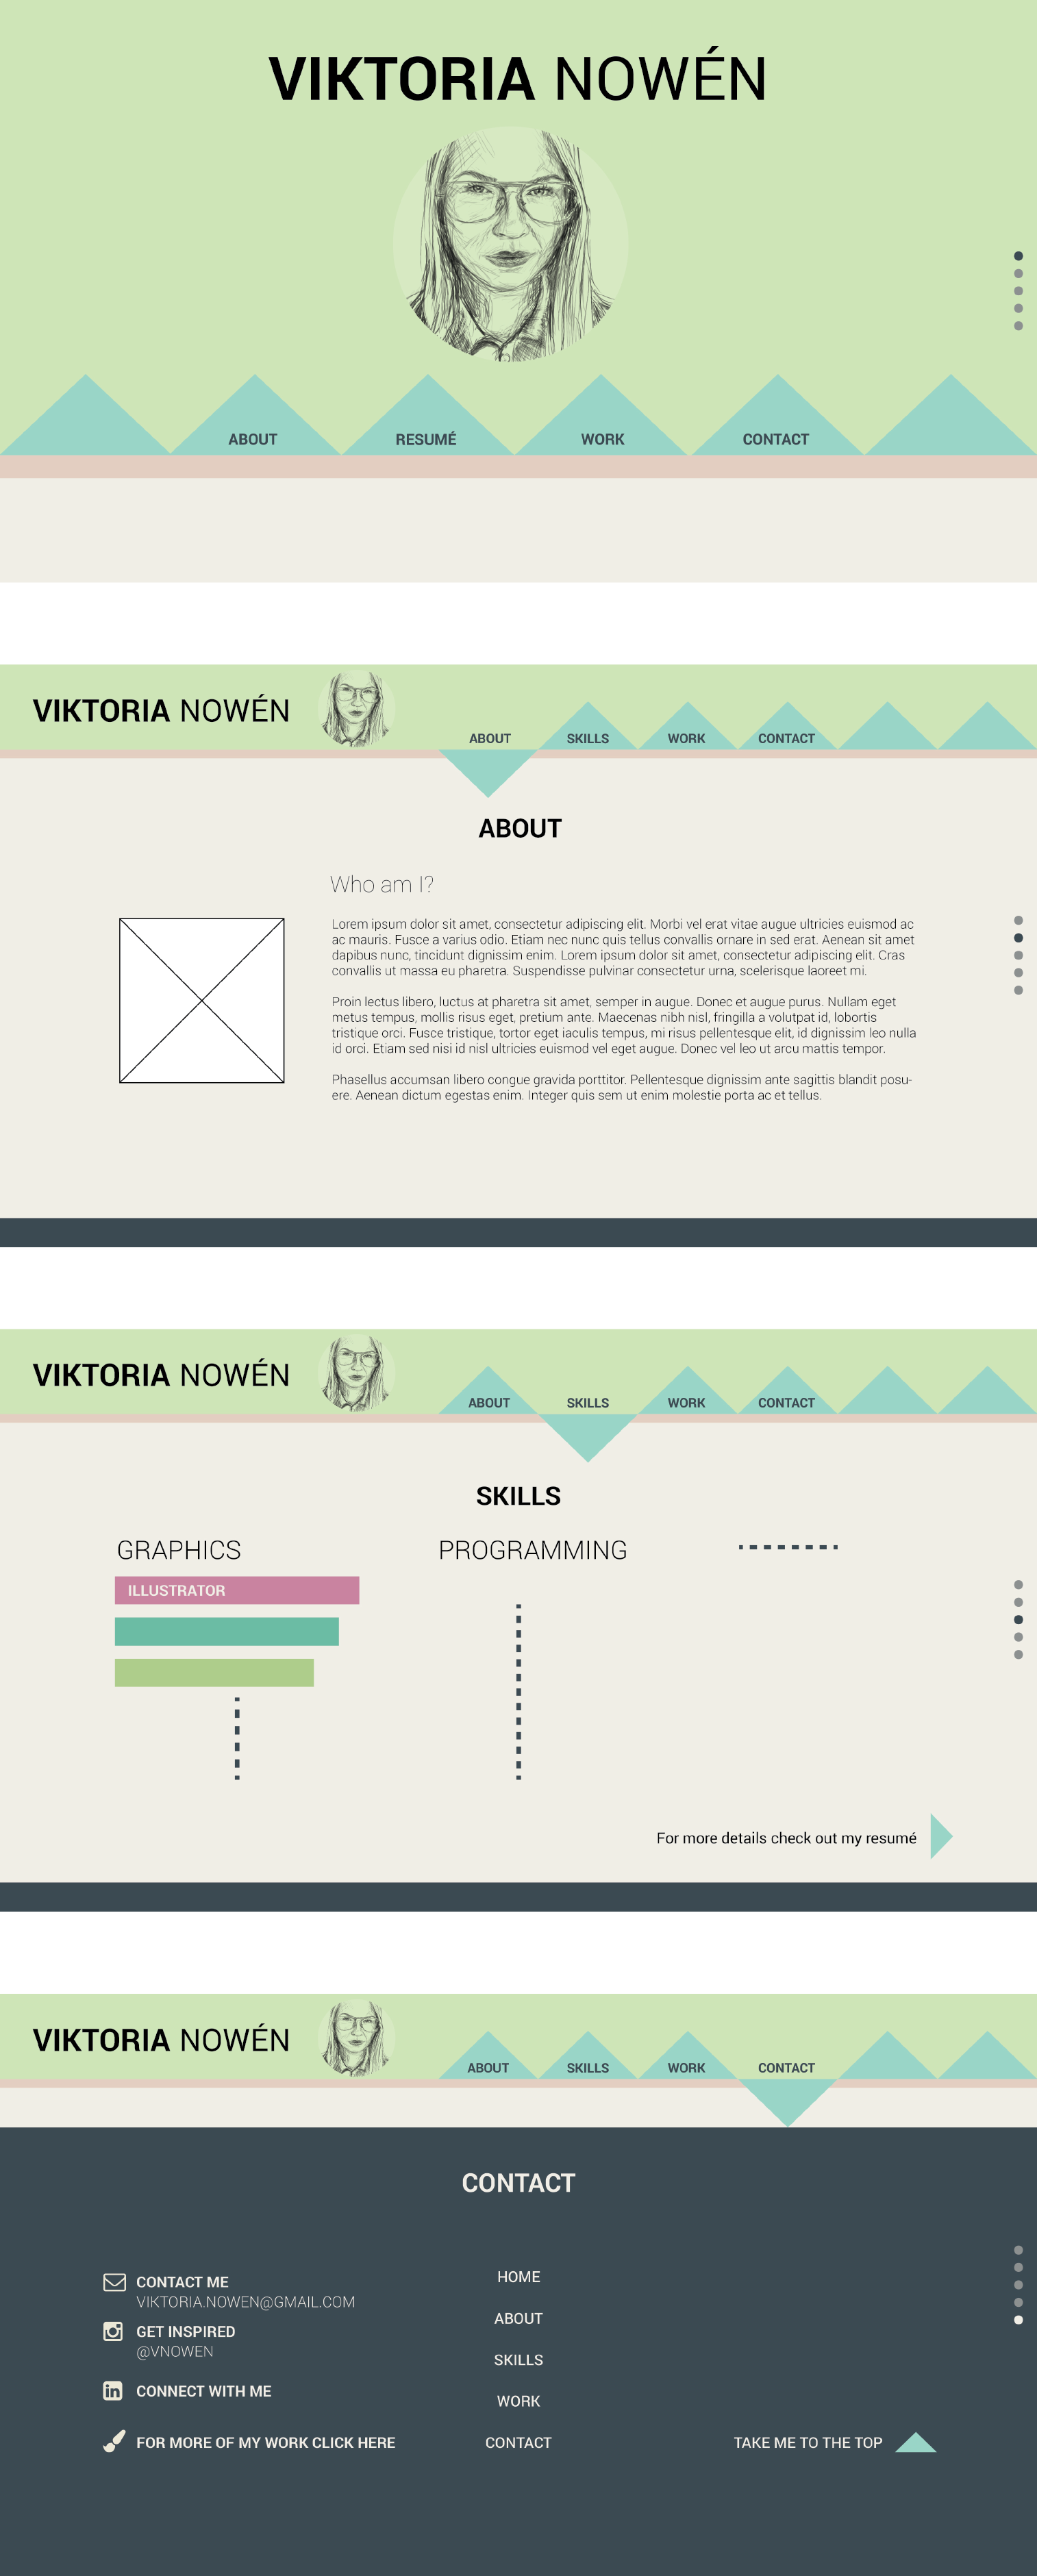 VIKTORIA NOWÉN
ABOUT
RESUMÉ
WORK
CONTACT
VIKTORIA NOWÉN
ABOUT
SKILLS
WORK
CONTACT
ABOUT
Who am I?
Lorem ipsum dolor sit amet, consectetur adipiscing elit. Morbi vel erat vitae augue ultricies euismod ac
ac mauris. Fusce a varius odio. Etiam nec nunc quis tellus convallis ornare in sed erat. Aenean sit amet
dapibus nunc, tincidunt dignissim enim. Lorem ipsum dolor sit amet, consectetur adipiscing elit. Cras
convallis ut massa eu pharetra. Suspendisse pulvinar consectetur urna, scelerisque laoreet mi.
Proin lectus libero, luctus at pharetra sit amet, semper in augue. Donec et augue purus. Nullam eget
metus tempus, mollis risus eget, pretium ante. Maecenas nibh nisl, fringilla a volutpat id, lobortis
tristique orci. Fusce tristique, tortor eget iaculis tempus, mi risus pellentesque elit, id dignissim leo nulla
id orci. Etiam sed nisi id nisl ultricies euismod vel eget augue. Donec vel leo ut arcu mattis tempor.
Phasellus accumsan libero congue gravida porttitor. Pellentesque dignissim ante sagittis blandit posu-
ere. Aenean dictum egestas enim. Integer quis sem ut enim molestie porta ac et tellus.
VIKTORIA NOWÉN
ABOUT
SKILLS
WORK
CONTACT
SKILLS
GRAPHICS
PROGRAMMING
ILLUSTRATOR
For more details check out my resumé
VIKTORIA NOWÉN
ABOUT
SKILLS
WORK
CONTACT
CONTACT
CONTACT ME
VIKTORIA.NOWEN@GMAIL.COM
GET INSPIRED
@VNOWEN
CONNECT WITH ME
FOR MORE OF MY WORK CLICK HERE
HOME
ABOUT
SKILLS
WORK
CONTACT
TAKE ME TO THE TOP